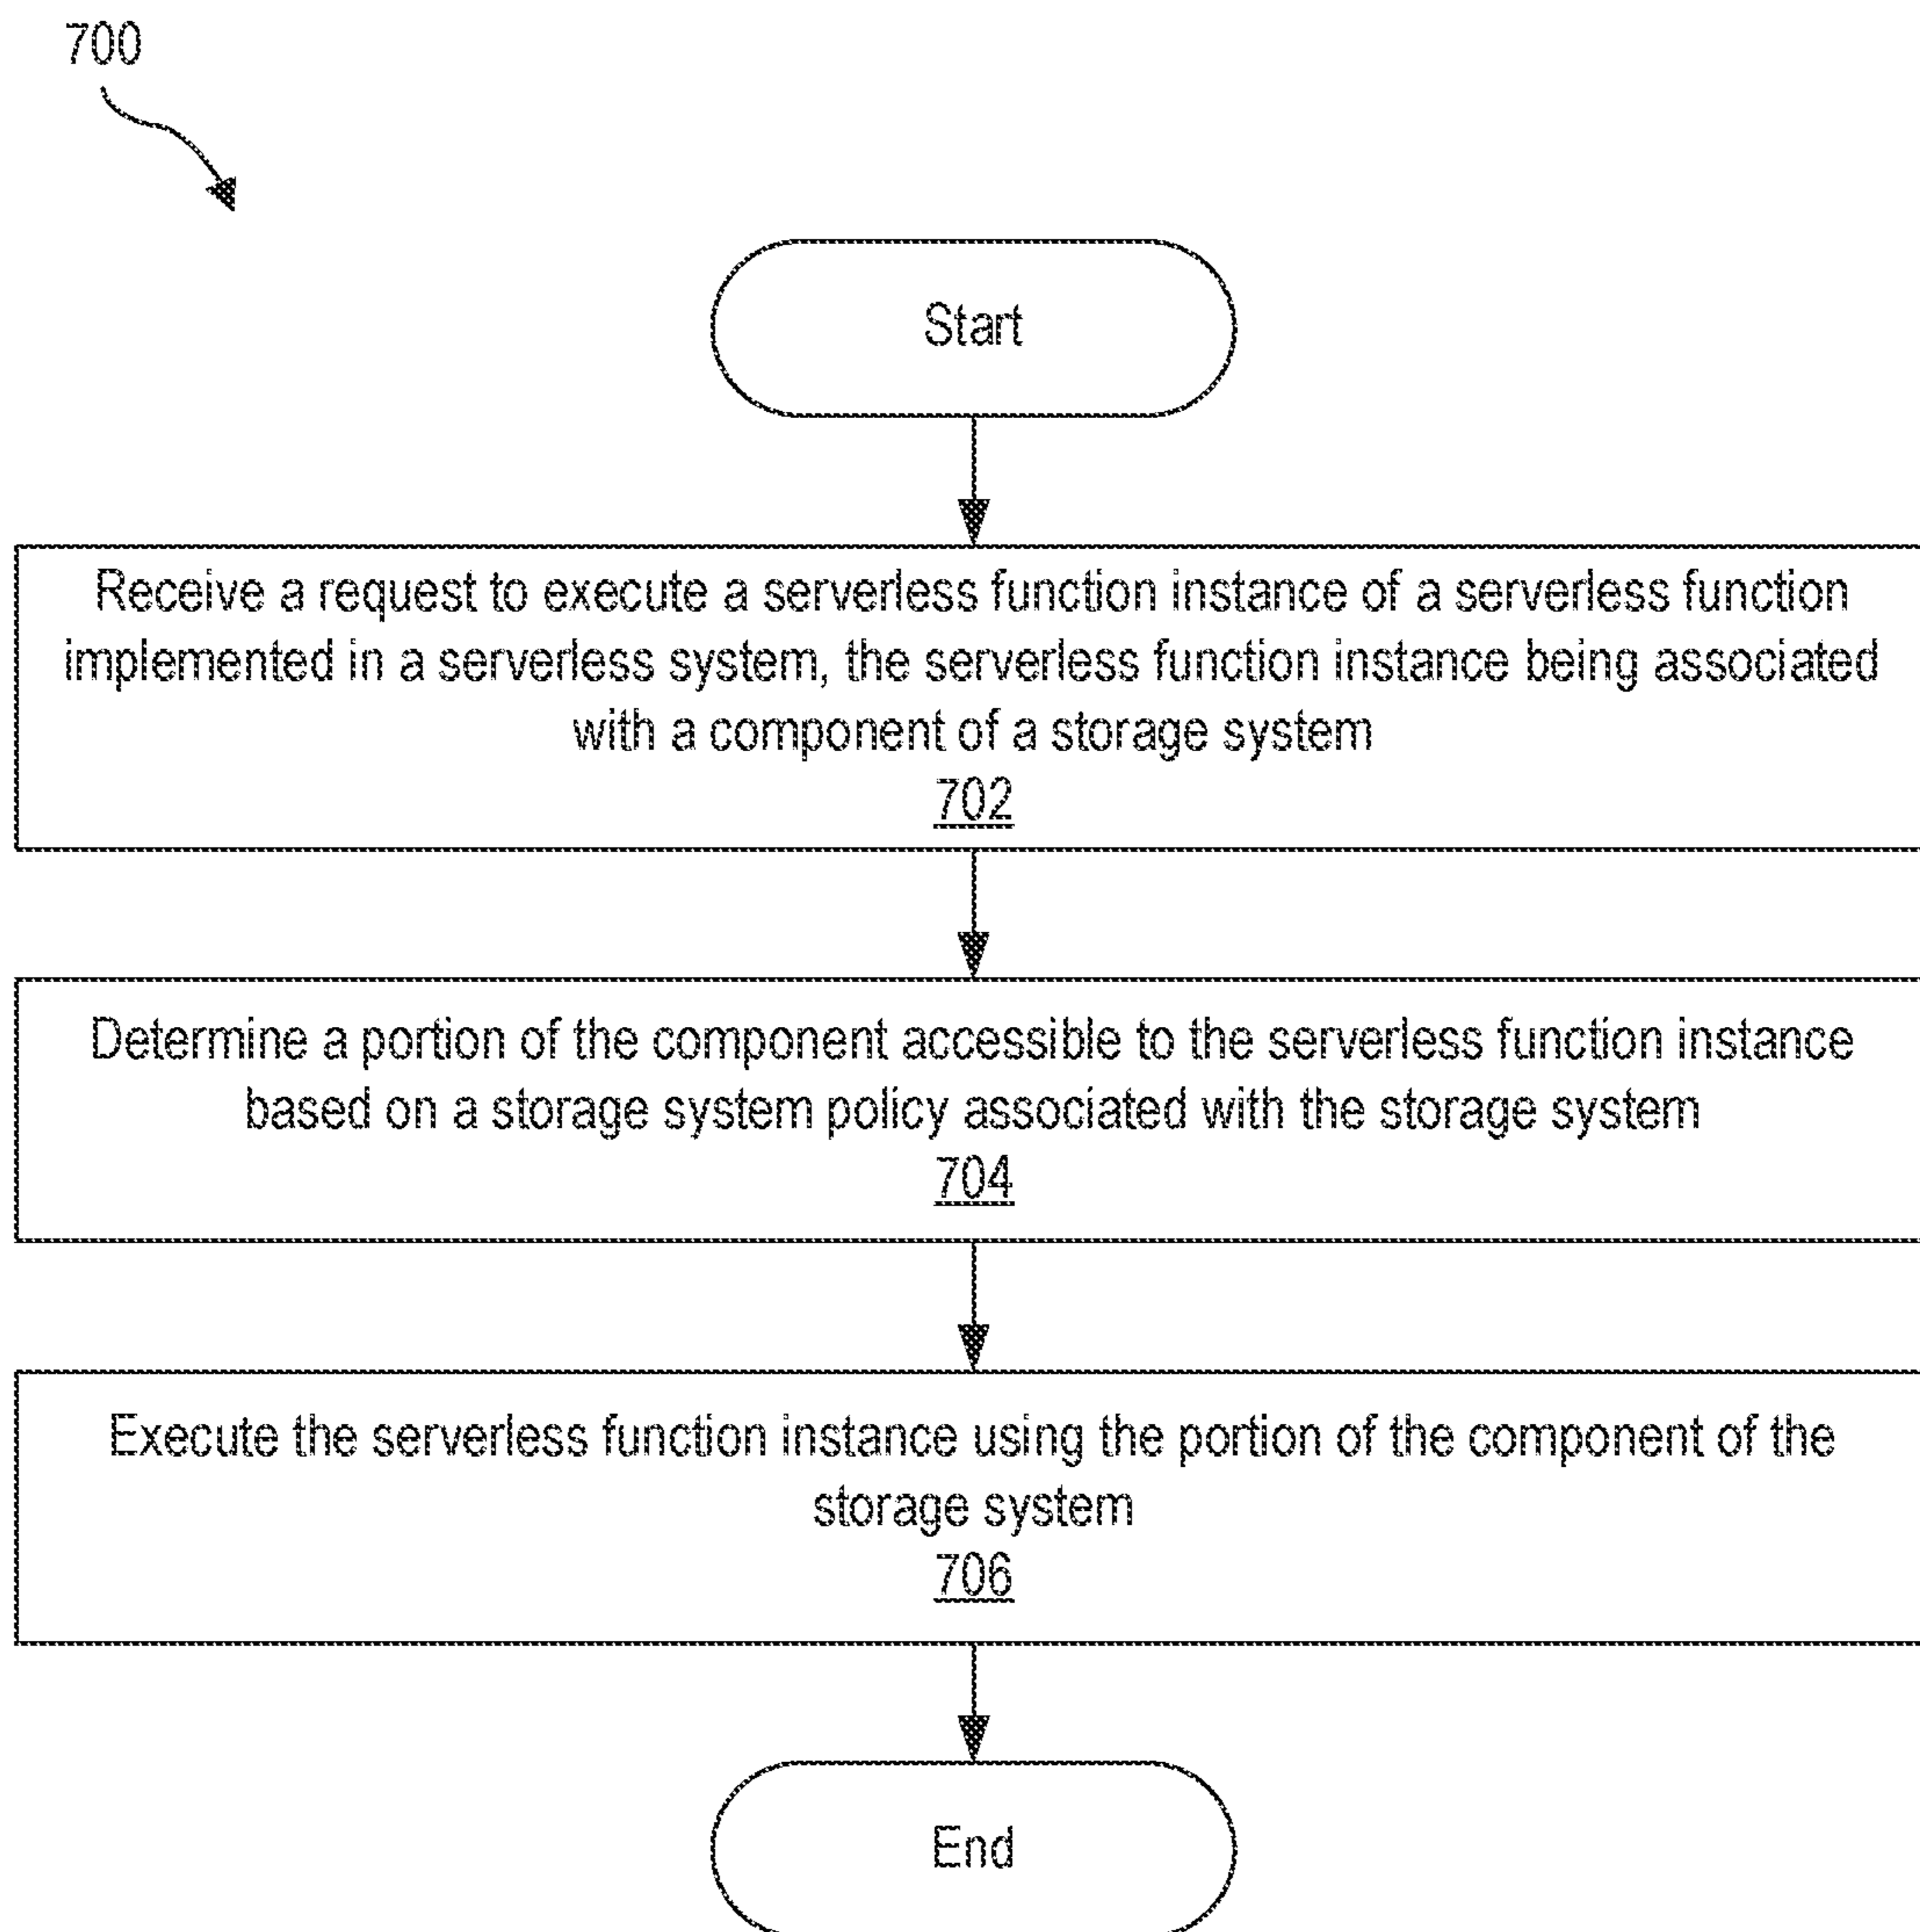 700
Start
Receive a request to execute a serverless function instance of a serverless function
implemented in a serverless system, the serverless function instance being associated
with a component of a storage system
702
Determine a portion of the component accessible to the serverless function instance
based on a storage system policy associated with the storage system
704
Execute the serverless function instance using the portion of the component of the
storage system
706
End